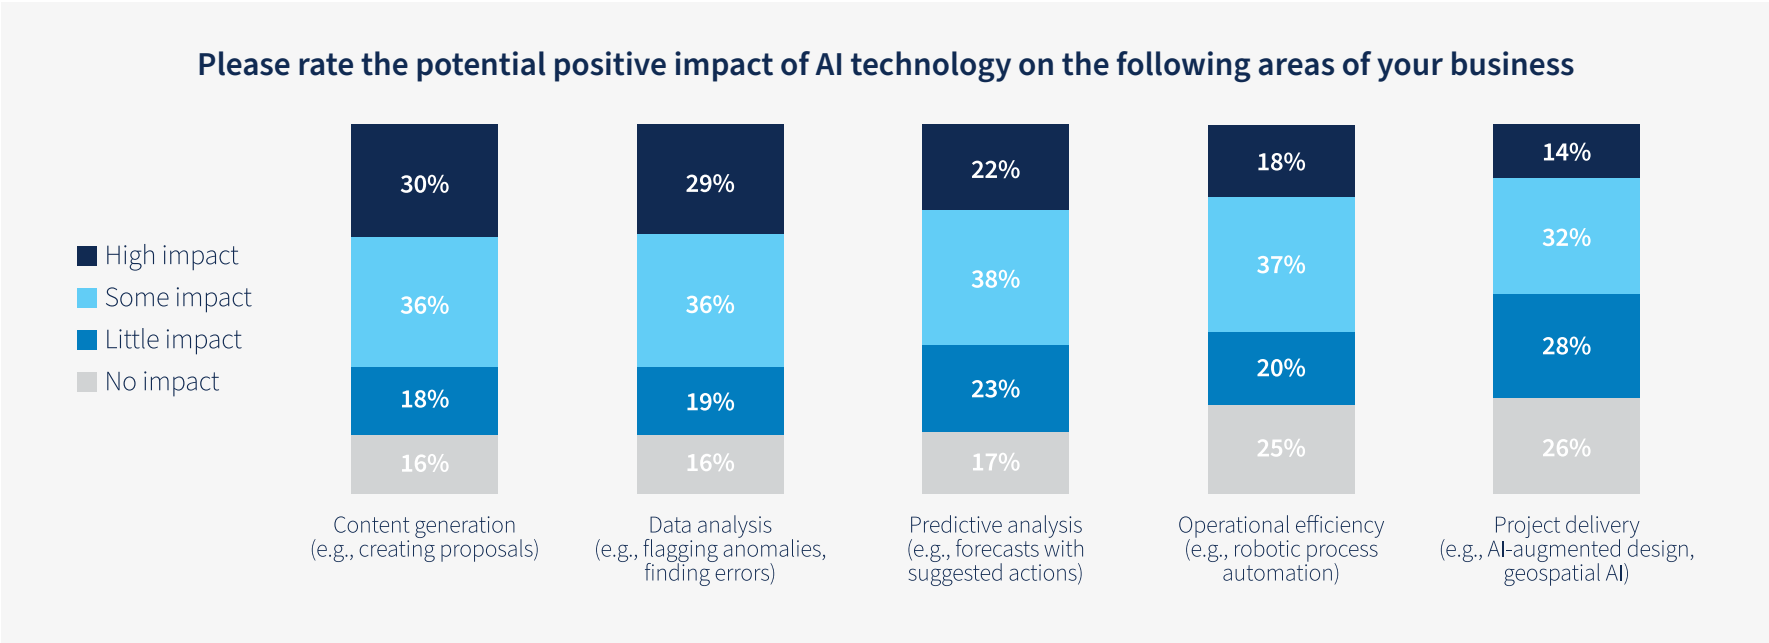 Please rate the potential positive impact of AI technology on the following areas of your business
High impact
Some impact
Little impact
No impact
30%
36%
18%
16%
Content generation
(e.g., creating proposals)
29%
36%
19%
16%
Data analysis
(e.g., flagging anomalies,
finding errors)
22%
38%
23%
17%
Predictive analysis
(e.g., forecasts with
suggested actions)
18%
37%
20%
25%
Operational efficiency
(e.g., robotic process
automation)
14%
32%
28%
26%
Project delivery
(e.g., AI-augmented design,
geospatial AI)